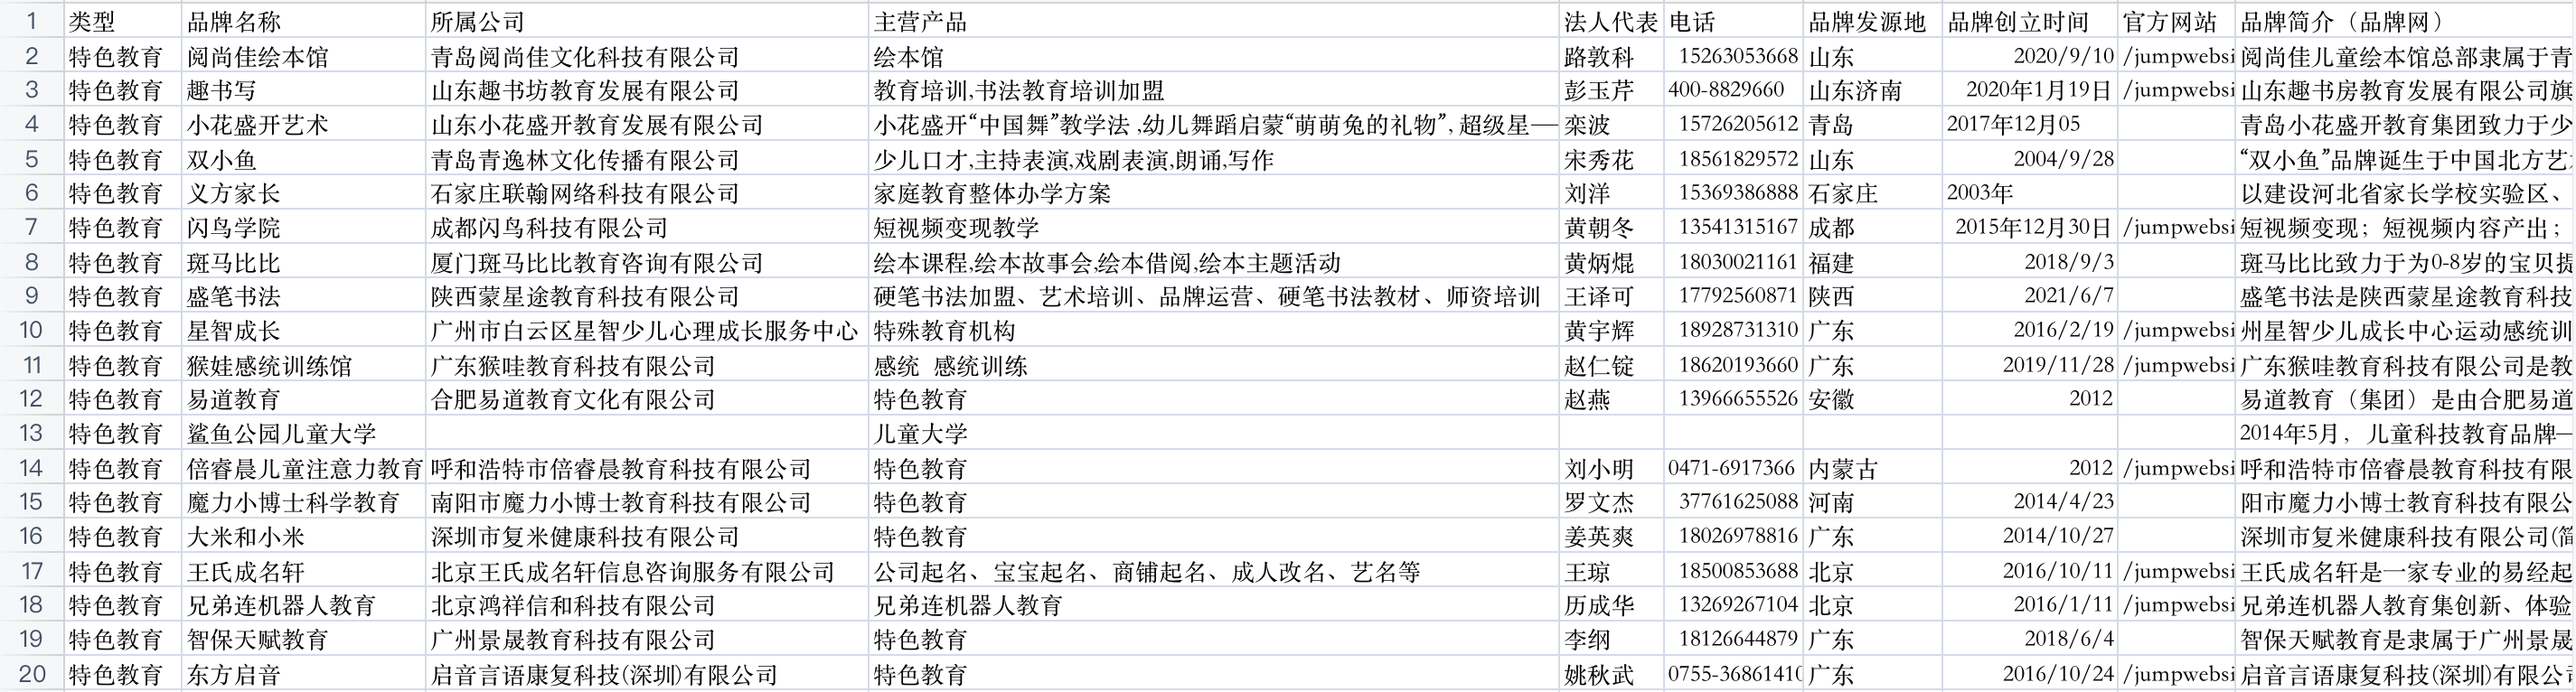 1 类型 品牌名称 所属公司 主营产品 法人代表 电话 品牌发源地 品牌创立时间 官方网站 品牌简介（品牌网）
2 特色教育 阅尚佳绘本馆 青岛阅尚佳文化科技有限公司 绘本馆 路敦科 15263053668 山东 2020/9/10 /jumpwebsi 阅尚佳儿童绘本馆总部隶属于青
3 特色教育 趣书写 山东趣书坊教育发展有限公司 教育培训,书法教育培训加盟 彭玉芹 400-8829660 山东济南 2020年1月19日 /jumpwebsi 山东趣书房教育发展有限公司旗
4 特色教育 小花盛开艺术 山东小花盛开教育发展有限公司 小花盛开“中国舞”教学法 ,幼儿舞蹈启蒙“萌萌兔的礼物”, 超级星— 栾波 15726205612 青岛 2017年12月05 青岛小花盛开教育集团致力于少
5 特色教育 双小鱼 青岛青逸林文化传播有限公司 少儿口才,主持表演,戏剧表演,朗诵,写作 宋秀花 18561829572 山东 2004/9/28 “双小鱼”品牌诞生于中国北方艺
6 特色教育 义方家长 石家庄联翰网络科技有限公司 家庭教育整体办学方案 刘洋 15369386888 石家庄 2003年 以建设河北省家长学校实验区、
7 特色教育 闪鸟学院 成都闪鸟科技有限公司 短视频变现教学 黄朝冬 13541315167 成都 2015年12月30日 /jumpwebsi 短视频变现；短视频内容产出；
8 特色教育 斑马比比 厦门斑马比比教育咨询有限公司 绘本课程,绘本故事会,绘本借阅,绘本主题活动 黄炳焜 18030021161 福建 2018/9/3 斑马比比致力于为0-8岁的宝贝提
9 特色教育 盛笔书法 陕西蒙星途教育科技有限公司 硬笔书法加盟、艺术培训、品牌运营、硬笔书法教材、师资培训 王译可 17792560871 陕西 2021/6/7 盛笔书法是陕西蒙星途教育科技
10 特色教育 星智成长 广州市白云区星智少儿心理成长服务中心 特殊教育机构 黄宇辉 18928731310 广东 2016/2/19 /jumpwebsi 州星智少儿成长中心运动感统训
11 特色教育 猴娃感统训练馆 广东猴哇教育科技有限公司 感统 感统训练 赵仁锭 18620193660 广东 2019/11/28 /jumpwebsi 广东猴哇教育科技有限公司是教
12 特色教育 易道教育 合肥易道教育文化有限公司 特色教育 赵燕 13966655526 安徽 2012 易道教育（集团）是由合肥易道
13 特色教育 鲨鱼公园儿童大学 儿童大学 2014年5月，儿童科技教育品牌—
14 特色教育 倍睿晨儿童注意力教育 呼和浩特市倍睿晨教育科技有限公司 特色教育 刘小明 0471-6917366 内蒙古 2012 /jumpwebsi 呼和浩特市倍睿晨教育科技有限
15 特色教育 魔力小博士科学教育 南阳市魔力小博士教育科技有限公司 特色教育 罗文杰 37761625088 河南 2014/4/23 阳市魔力小博士教育科技有限公
16 特色教育 大米和小米 深圳市复米健康科技有限公司 特色教育 姜英爽 18026978816 广东 2014/10/27 深圳市复米健康科技有限公司(简
17 特色教育 王氏成名轩 北京王氏成名轩信息咨询服务有限公司 公司起名、宝宝起名、商铺起名、成人改名、艺名等 王琼 18500853688 北京 2016/10/11 /jumpwebsi 王氏成名轩是一家专业的易经起
18 特色教育 兄弟连机器人教育 北京鸿祥信和科技有限公司 兄弟连机器人教育 历成华 13269267104 北京 2016/1/11 /jumpwebsi 兄弟连机器人教育集创新、体验
19 特色教育 智保天赋教育 广州景晟教育科技有限公司 特色教育 李纲 18126644879 广东 2018/6/4 智保天赋教育是隶属于广州景晟
20 特色教育 东方启音 启音言语康复科技(深圳)有限公司 特色教育 姚秋武 0755-36861410 广东 2016/10/24 /jumpwebsi 启音言语康复科技(深圳)有限公